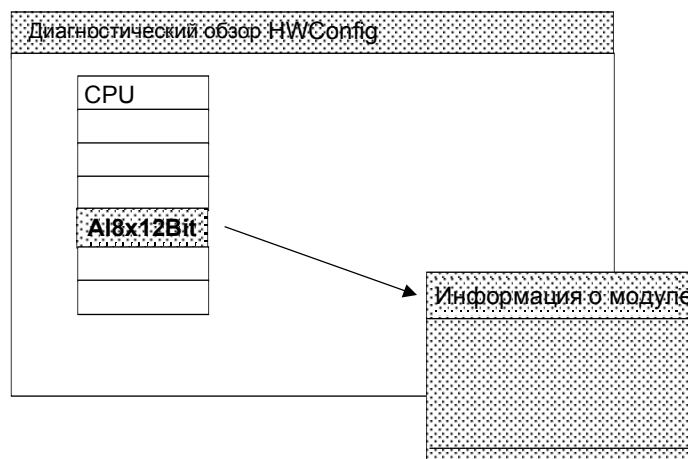 Диагностический обзор HWConfig
CPU
AI8x12Bit
Информация о модуле